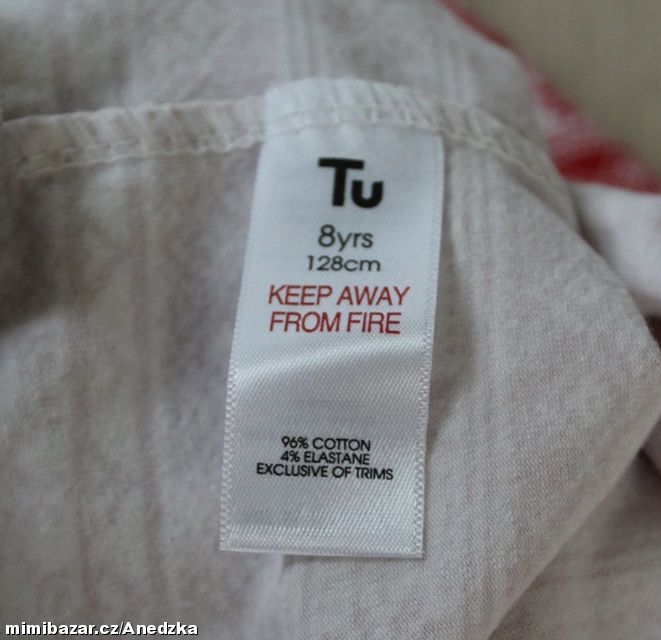 Tu
8yrs
128cm
KEEP AWAY
FROM FIRE
96% COTTON
4% ELASTANE
EXCLUSIVE OF TRIMS
mimibazar.cz/Anedzka